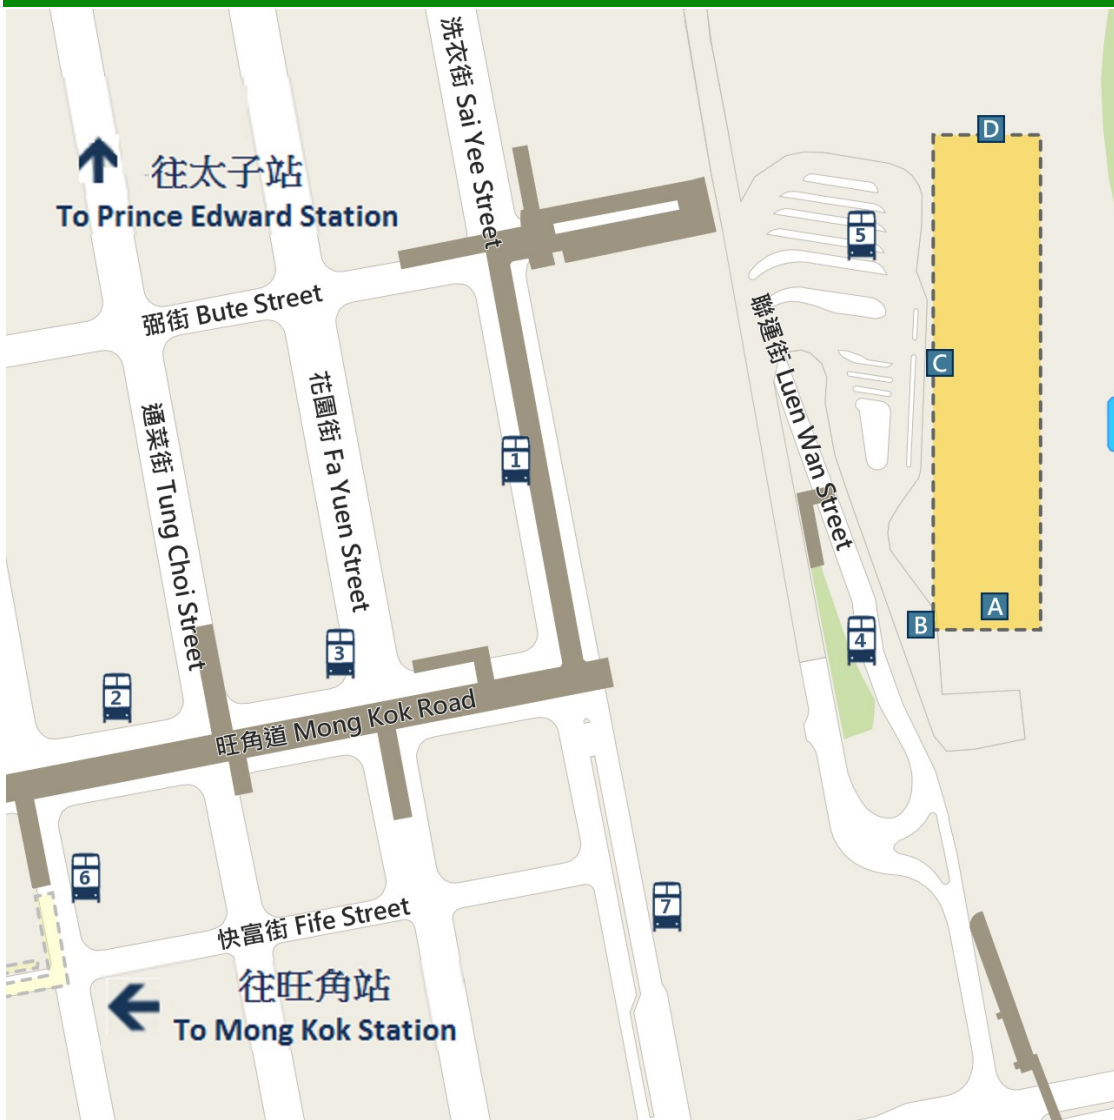 洗衣街 Sai Yee Street
D
往太子站
To Prince Edward Station
5
弼街 Bute Street
聯運街 Luen Wan Street
C
花園街 Fa Yuen Street
通菜街 Tung Choi Street
1
A
B
4
3
2
旺角道 Mong Kok Road
6
7
快富街 Fife Street
往旺角站
To Mong Kok Station